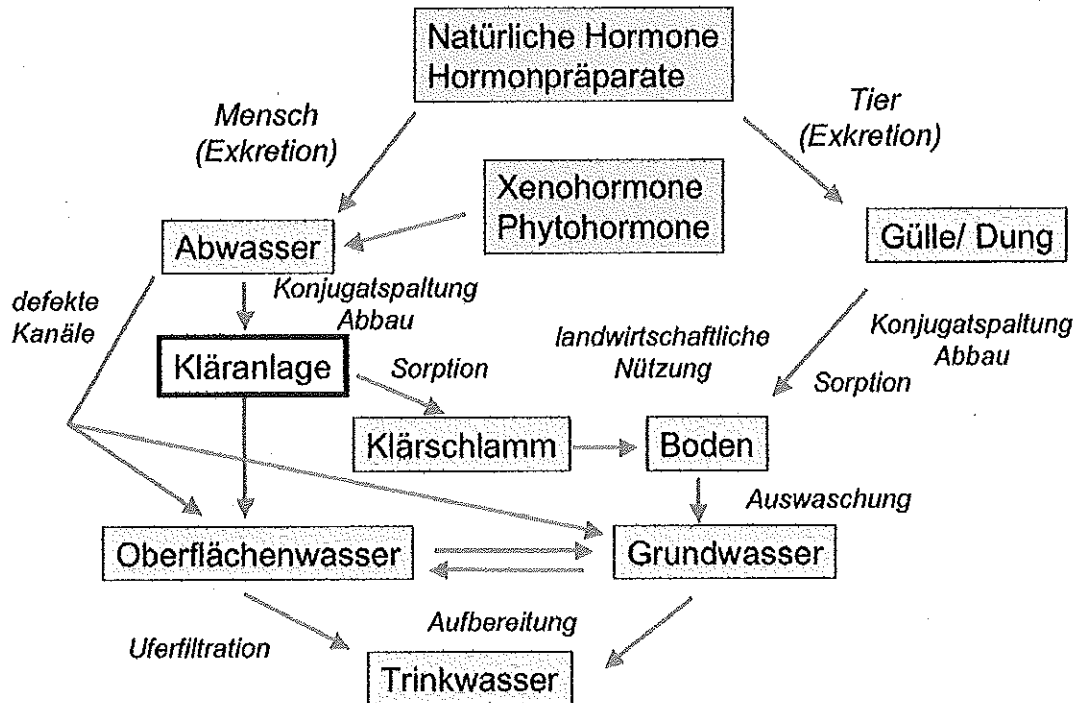 Natürliche Hormone
Hormonpräparate
Mensch
(Exkretion)
Tier
(Exkretion)
Xenohormone
Phytohormone
Abwasser
Gülle/ Dung
defekte
Kanäle
Konjugatspaltung
Abbau
Kläranlage
Sorption
landwirtschaftliche
Nützung
Konjugatspaltung
Abbau
Sorption
Klärschlamm
Boden
Auswaschung
Oberflächenwasser
Grundwasser
Uferfiltration
Aufbereitung
Trinkwasser